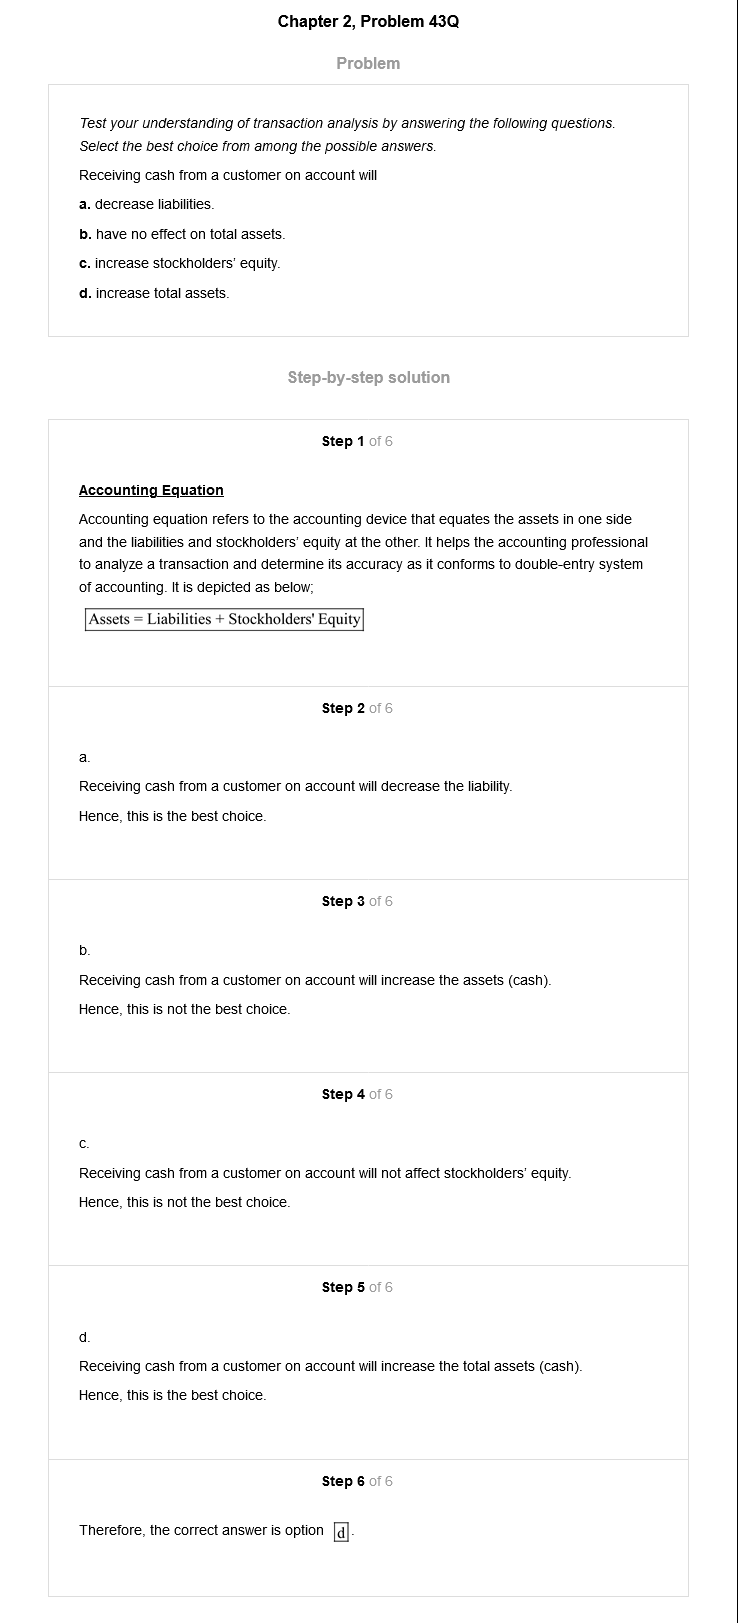 Chapter 2, Problem 43Q
Problem
Test your understanding of transaction analysis by answering the following questions.
Select the best choice from among the possible answers.
Receiving cash from a customer on account will
a. decrease liabilities.
b. have no effect on total assets.
c. increase stockholders' equity.
d. increase total assets.
Step-by-step solution
Step 1 of 6
Accounting Equation
Accounting equation refers to the accounting device that equates the assets in one side
and the liabilities and stockholders' equity at the other. It helps the accounting professional
to analyze a transaction and determine its accuracy as it conforms to double-entry system
of accounting. It is depicted as below;
Assets = Liabilities + Stockholders' Equity
Step 2 of 6
a.
Receiving cash from a customer on account will decrease the liability.
Hence, this is the best choice.
Step 3 of 6
b.
Receiving cash from a customer on account will increase the assets (cash).
Hence, this is not the best choice.
Step 4 of 6
c.
Receiving cash from a customer on account will not affect stockholders' equity.
Hence, this is not the best choice.
Step 5 of 6
d.
Receiving cash from a customer on account will increase the total assets (cash).
Hence, this is the best choice.
Step 6 of 6
Therefore, the correct answer is option d.